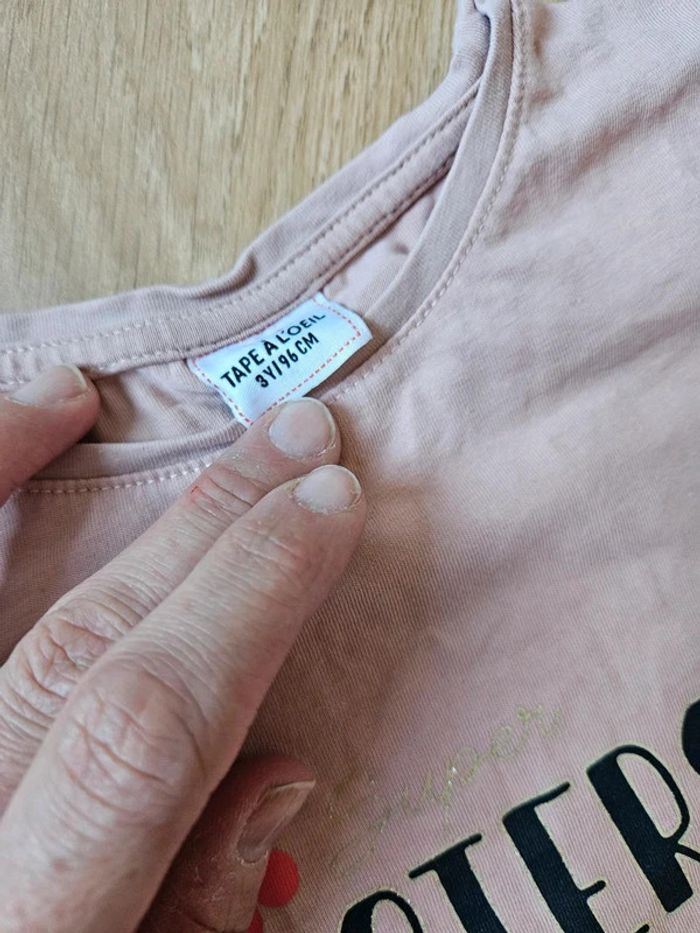 TAPE À L'OEIL
3Y/96 CM
Super